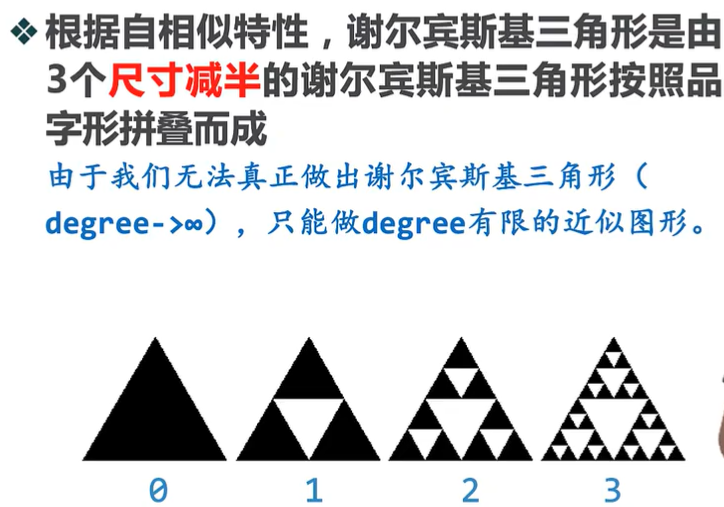 ❖根据自相似特性，谢尔宾斯基三角形是由
3个尺寸减半的谢尔宾斯基三角形按照品
字形拼叠而成
由于我们无法真正做出谢尔宾斯基三角形（
degree->∞），只能做degree有限的近似图形。
0 1 2 3